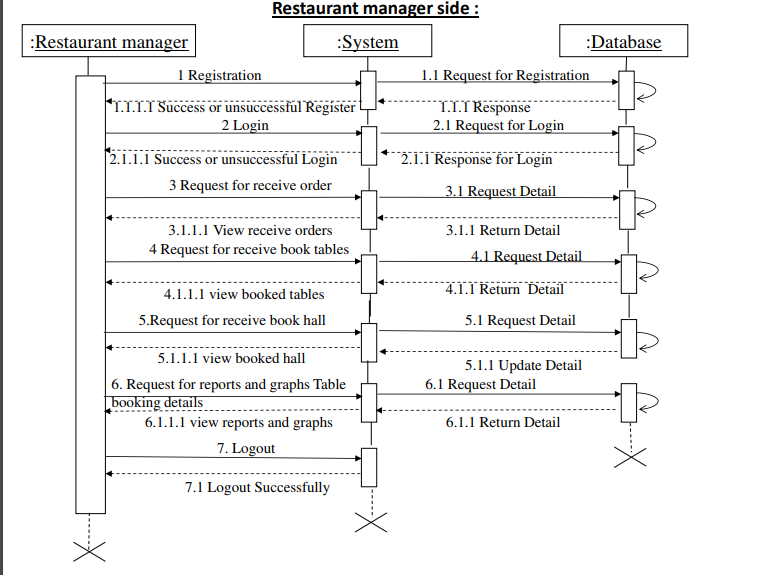 Restaurant manager side :
:Restaurant manager
:System
:Database
1 Registration
1.1 Request for Registration
1.1.1.1 Success or unsuccessful Register
1.1.1 Response
2 Login
2.1 Request for Login
2.1.1.1 Success or unsuccessful Login
2.1.1 Response for Login
3 Request for receive order
3.1 Request Detail
3.1.1.1 View receive orders
3.1.1 Return Detail
4 Request for receive book tables
4.1 Request Detail
4.1.1.1 view booked tables
4.1.1 Return  Detail
5.Request for receive book hall
5.1 Request Detail
5.1.1.1 view booked hall
5.1.1 Update Detail
6. Request for reports and graphs Table
booking details
6.1 Request Detail
6.1.1.1 view reports and graphs
6.1.1 Return Detail
7. Logout
7.1 Logout Successfully